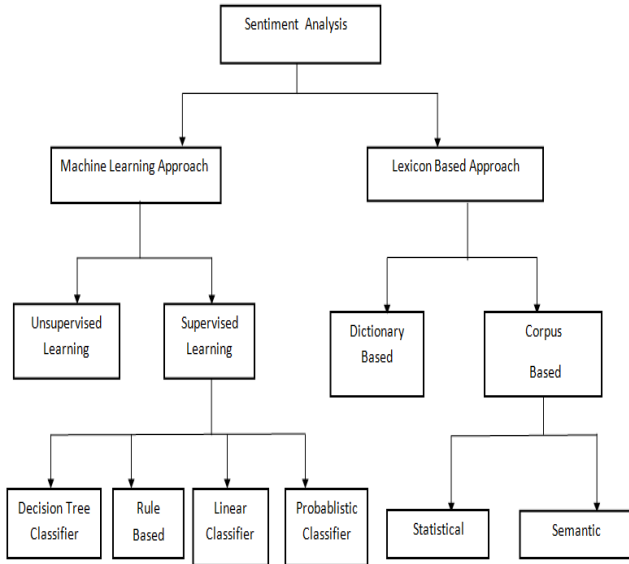 Sentiment Analysis
Machine Learning Approach
Lexicon Based Approach
Unsupervised
Learning
Supervised
Learning
Dictionary
Based
Corpus
Based
Decision Tree
Classifier
Rule
Based
Linear
Classifier
Probablistic
Classifier
Statistical
Semantic